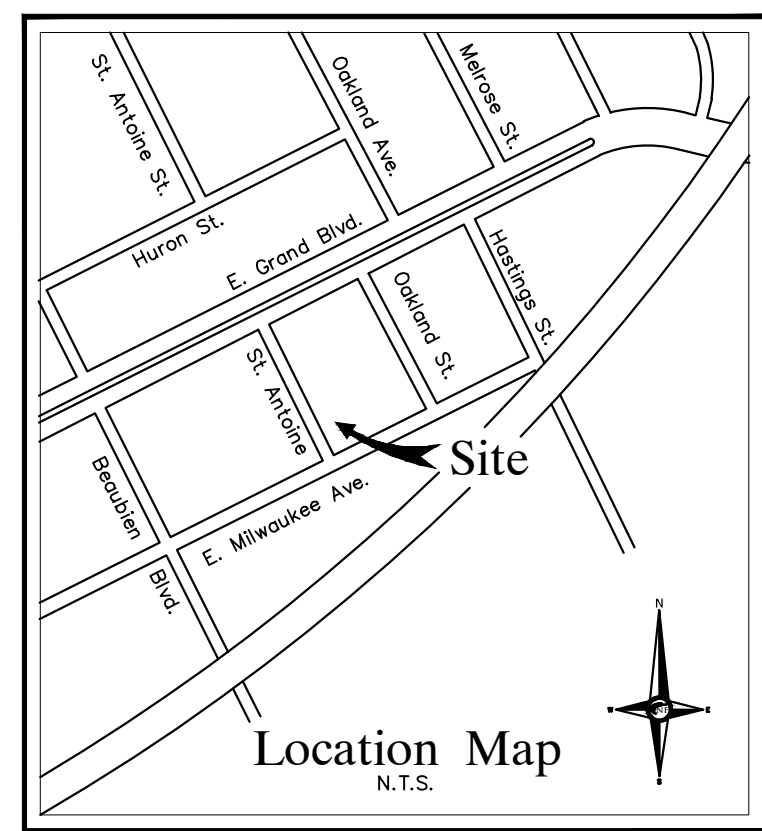 St. Antoine St.
Oakland Ave.
Melrose St.
Huron St.
E. Grand Blvd.
Hastings St.
Oakland St.
St. Antoine
Site
Beaubien
Blvd.
E. Milwaukee Ave.
N
W
E
S
Location Map
N.T.S.